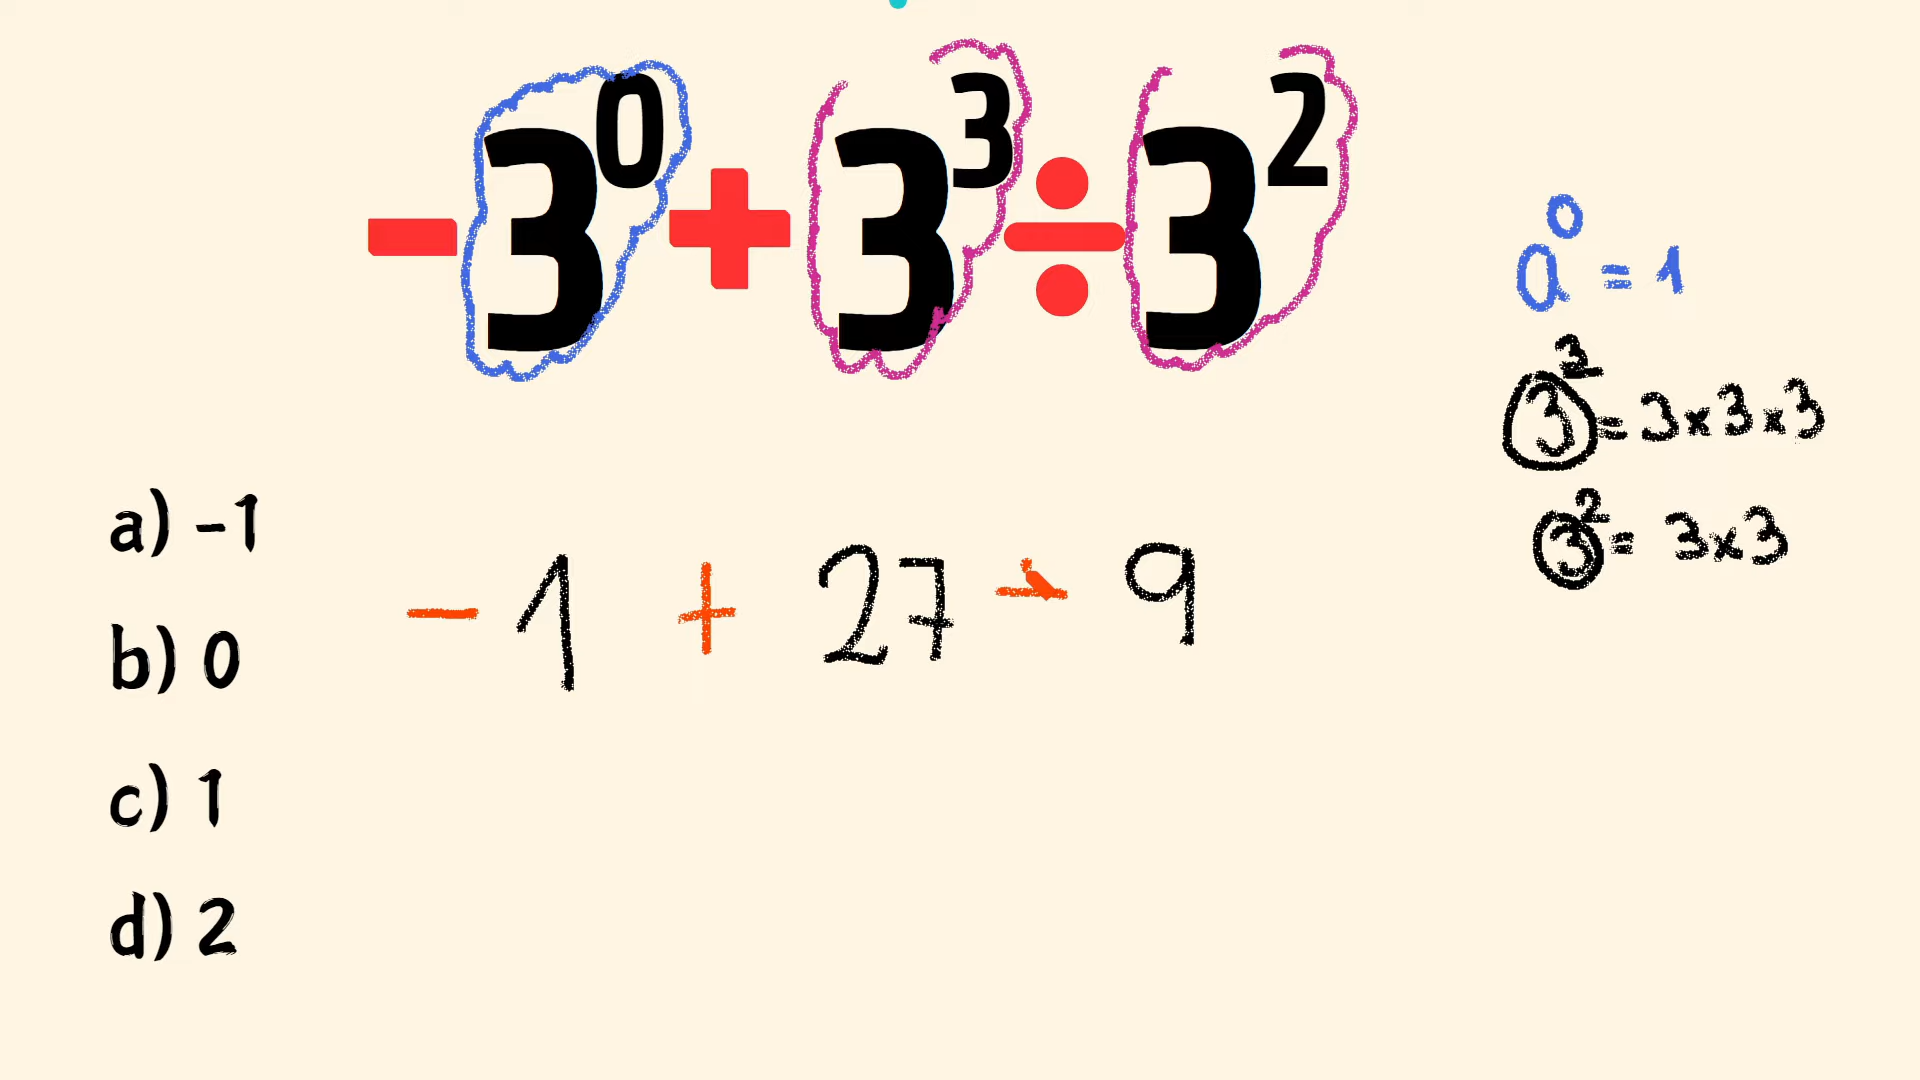 -3⁰+3³÷3²
a⁰=1
3³=3x3x3
3²=3x3
a) -1
b) 0
c) 1
d) 2
-1+27÷9